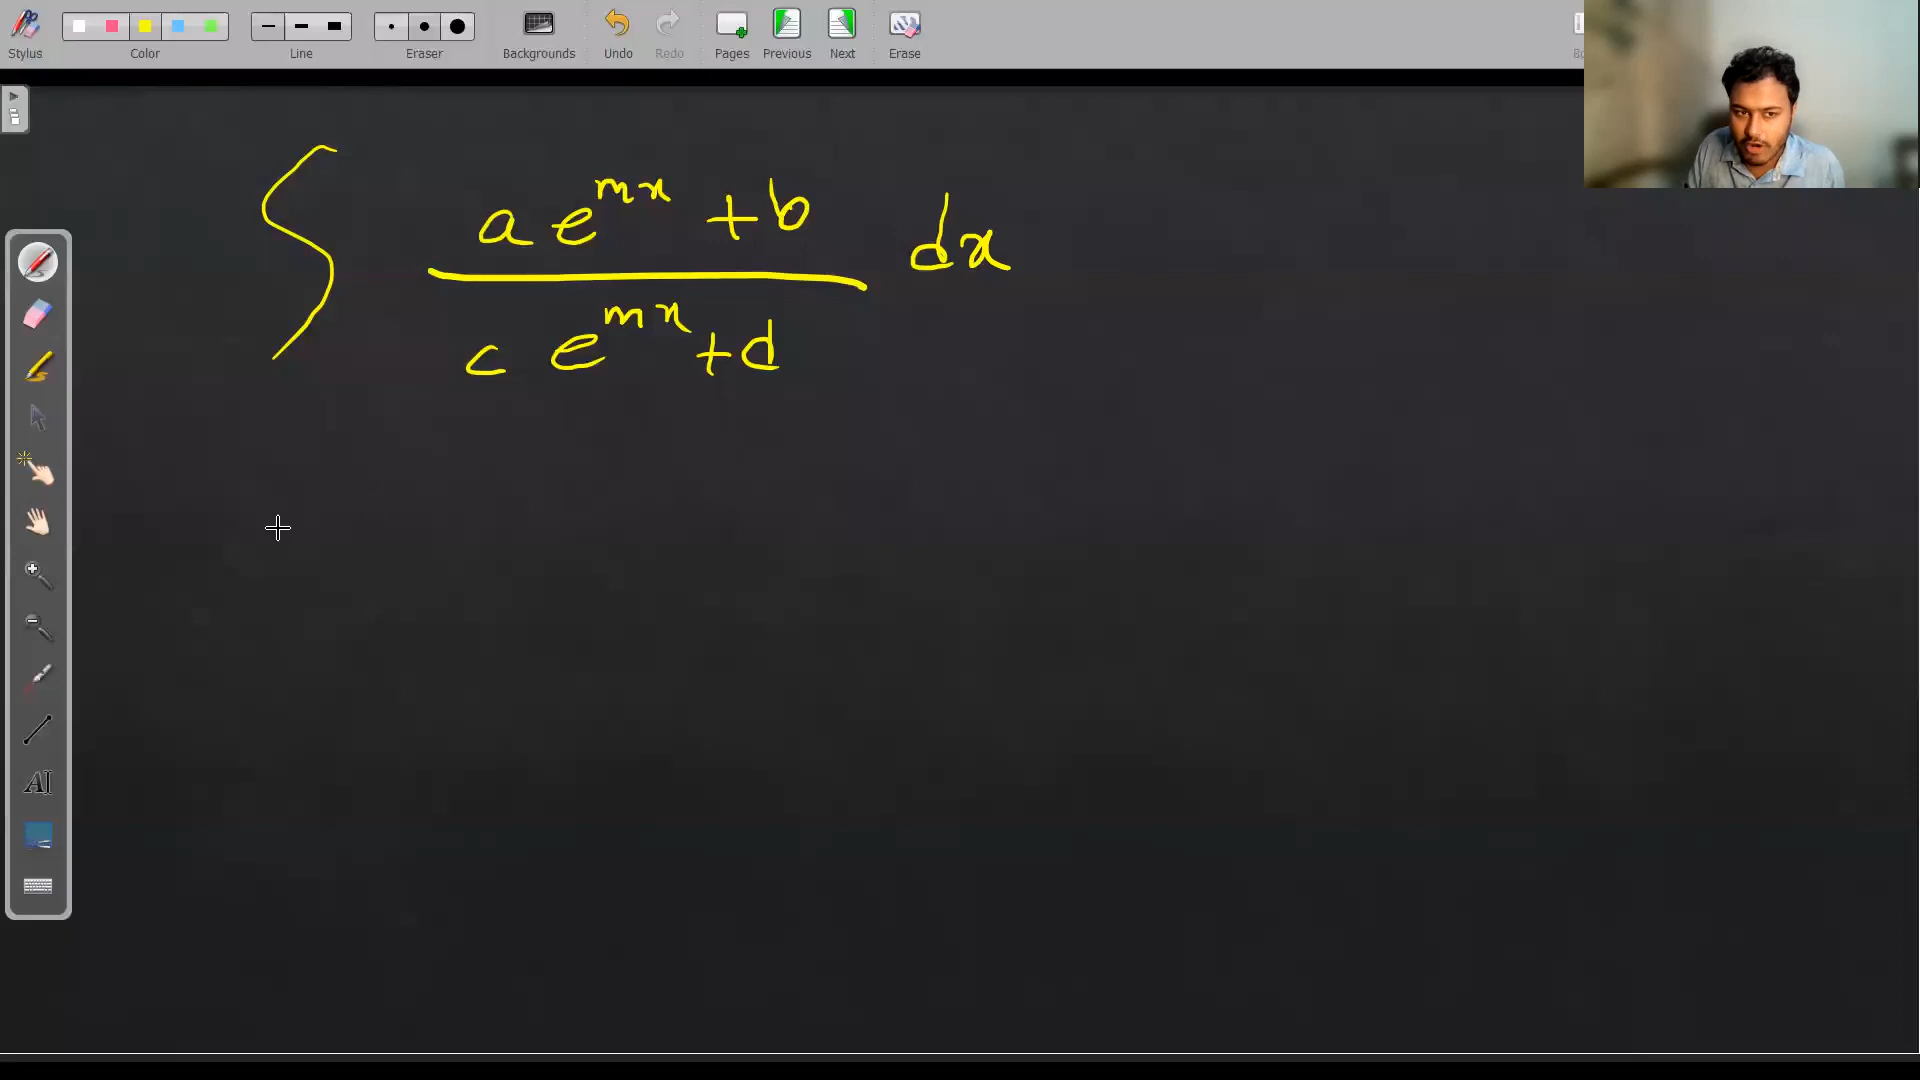 Stylus Color Line Eraser Backgrounds Undo Redo Pages Previous Next Erase
∫ (a e^{mx} + b) / (c e^{mx} + d) dx
AI